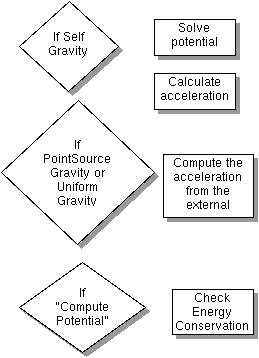 If Self
Gravity
Solve
potential
Calculate
acceleration
If
PointSource
Gravity or
Uniform
Gravity
Compute the
acceleration
from the
external
If
"Compute
Potential"
Check
Energy
Conservation